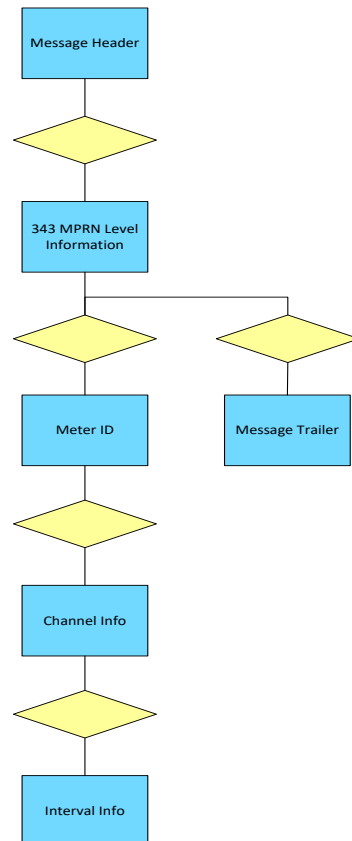 Message Header
343 MPRN Level
Information
Meter ID
Message Trailer
Channel Info
Interval Info